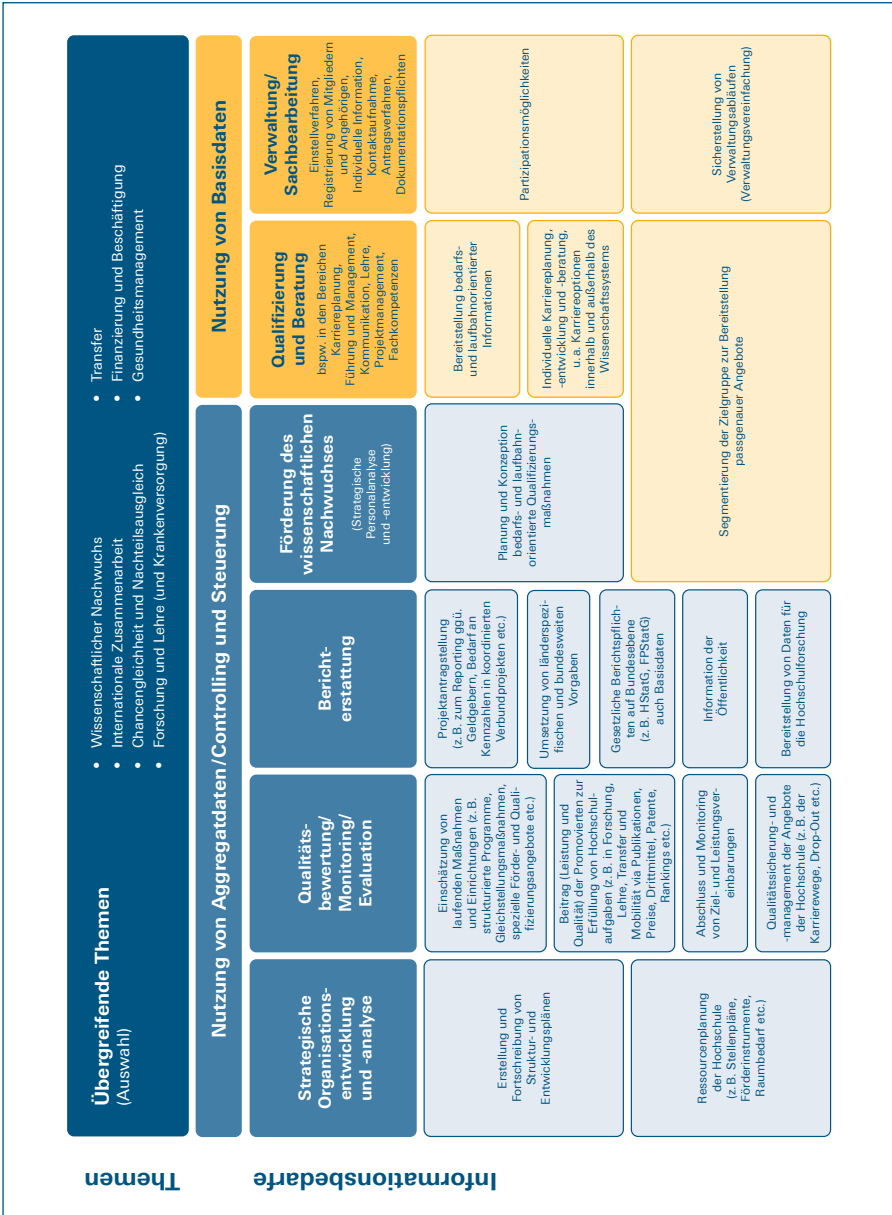 Themen
Übergreifende Themen
(Auswahl)
• Wissenschaftlicher Nachwuchs
• Internationale Zusammenarbeit
• Chancengleichheit und Nachteilsausgleich
• Forschung und Lehre (und Krankenversorgung)
• Transfer
• Finanzierung und Beschäftigung
• Gesundheitsmanagement
Informationsbedarfe
Nutzung von Aggregatdaten/Controlling und Steuerung
Nutzung von Basisdaten
Strategische
Organisations-
entwicklung
und -analyse
Qualitäts-
bewertung/
Monitoring/
Evaluation
Bericht-
erstattung
Förderung des
wissenschaftlichen
Nachwuchses
(Strategische
Personalanalyse
und -entwicklung)
Qualifizierung
und Beratung
bspw. in den Bereichen
Karriereplanung,
Führung und Management,
Kommunikation, Lehre,
Projektmanagement,
Fachkompetenzen
Verwaltung/
Sachbearbeitung
Einstellverfahren,
Registrierung von Mitgliedern
und Angehörigen,
Individuelle Information,
Kontaktaufnahme,
Antragsverfahren,
Dokumentationspflichten
Erstellung und
Fortschreibung von
Struktur- und
Entwicklungsplänen
Ressourcenplanung
der Hochschule
(z. B. Stellenpläne,
Förderinstrumente,
Raumbedarf etc.)
Einschätzung von
laufenden Maßnahmen
und Einrichtungen (z. B.
strukturierte Programme,
Gleichstellungsmaßnahmen,
spezielle Förder- und Quali-
fizierungsangebote etc.)
Beitrag (Leistung und
Qualität) der Promovierten zur
Erfüllung von Hochschul-
aufgaben (z. B. in Forschung,
Lehre, Transfer und
Mobilität via Publikationen,
Preise, Drittmittel, Patente,
Rankings etc.)
Abschluss und Monitoring
von Ziel- und Leistungsver-
einbarungen
Qualitätssicherung- und
-management der Angebote
der Hochschule (z. B. der
Karrierewege, Drop-Out etc.)
Projektantragstellung
(z. B. zum Reporting ggü.
Geldgebern, Bedarf an
Kennzahlen in koordinierten
Verbundprojekten etc.)
Umsetzung von länderspezi-
fischen und bundesweiten
Vorgaben
Gesetzliche Berichtspflich-
ten auf Bundesebene
(z. B. HStatG, FPStatG)
auch Basisdaten
Information der
Öffentlichkeit
Bereitstellung von Daten für
die Hochschulforschung
Planung und Konzeption
bedarfs- und laufbahn-
orientierte Qualifizierungs-
maßnahmen
Bereitstellung bedarfs-
und laufbahnorientierter
Informationen
Individuelle Karriereplanung,
-entwicklung und -beratung,
u. a. Karriereoptionen
innerhalb und außerhalb des
Wissenschaftssystems
Segmentierung der Zielgruppe zur Bereitstellung
passgenauer Angebote
Partizipationsmöglichkeiten
Sicherstellung von
Verwaltungsabläufen
(Verwaltungsvereinfachung)